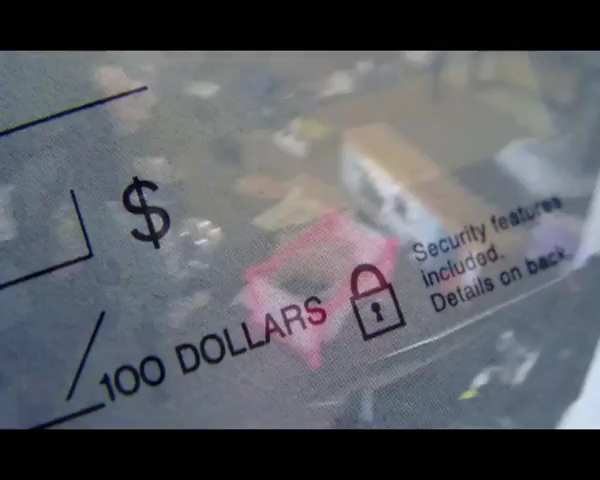 $
/100 DOLLARS
Security features
included.
Details on back.